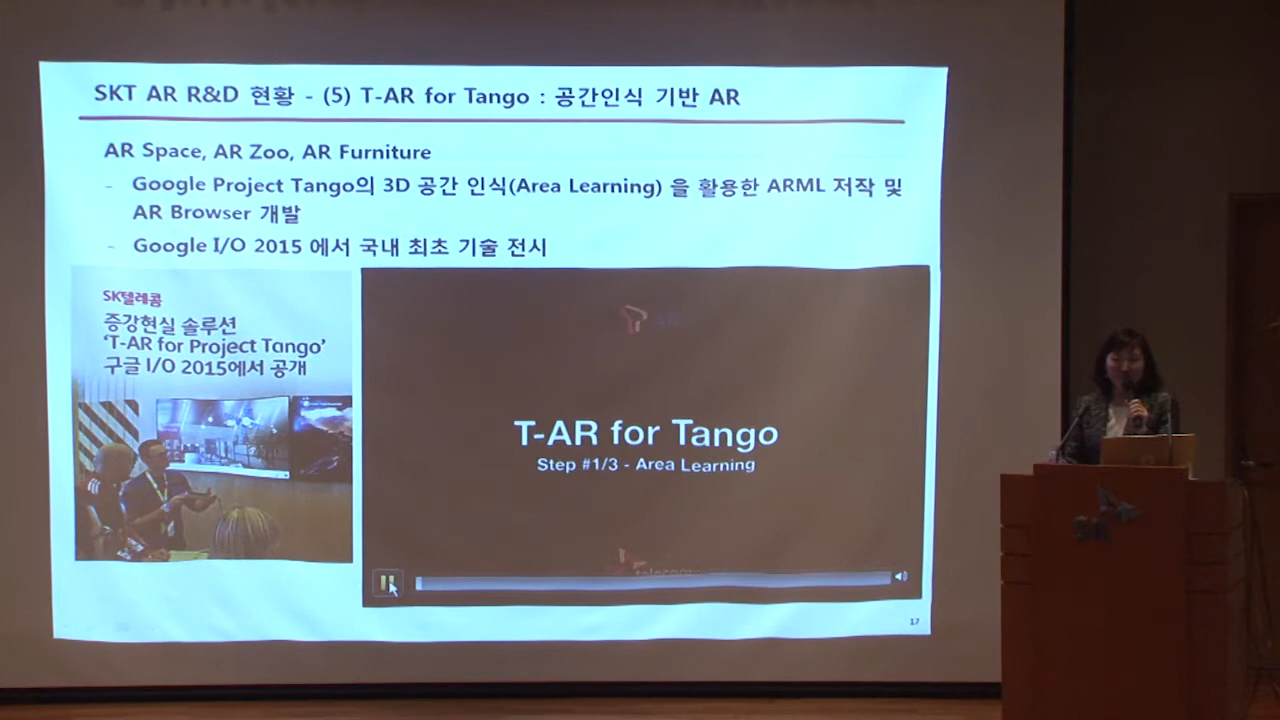 SKT AR R&D 현황 - (5) T-AR for Tango : 공간인식 기반 AR
AR Space, AR Zoo, AR Furniture
- Google Project Tango의 3D 공간 인식(Area Learning) 을 활용한 ARML 저작 및
AR Browser 개발
- Google I/O 2015 에서 국내 최초 기술 전시
SK텔레콤
증강현실 솔루션
'T-AR for Project Tango'
구글 I/O 2015에서 공개
T-AR for Tango
Step #1/3 - Area Learning
telecom
17